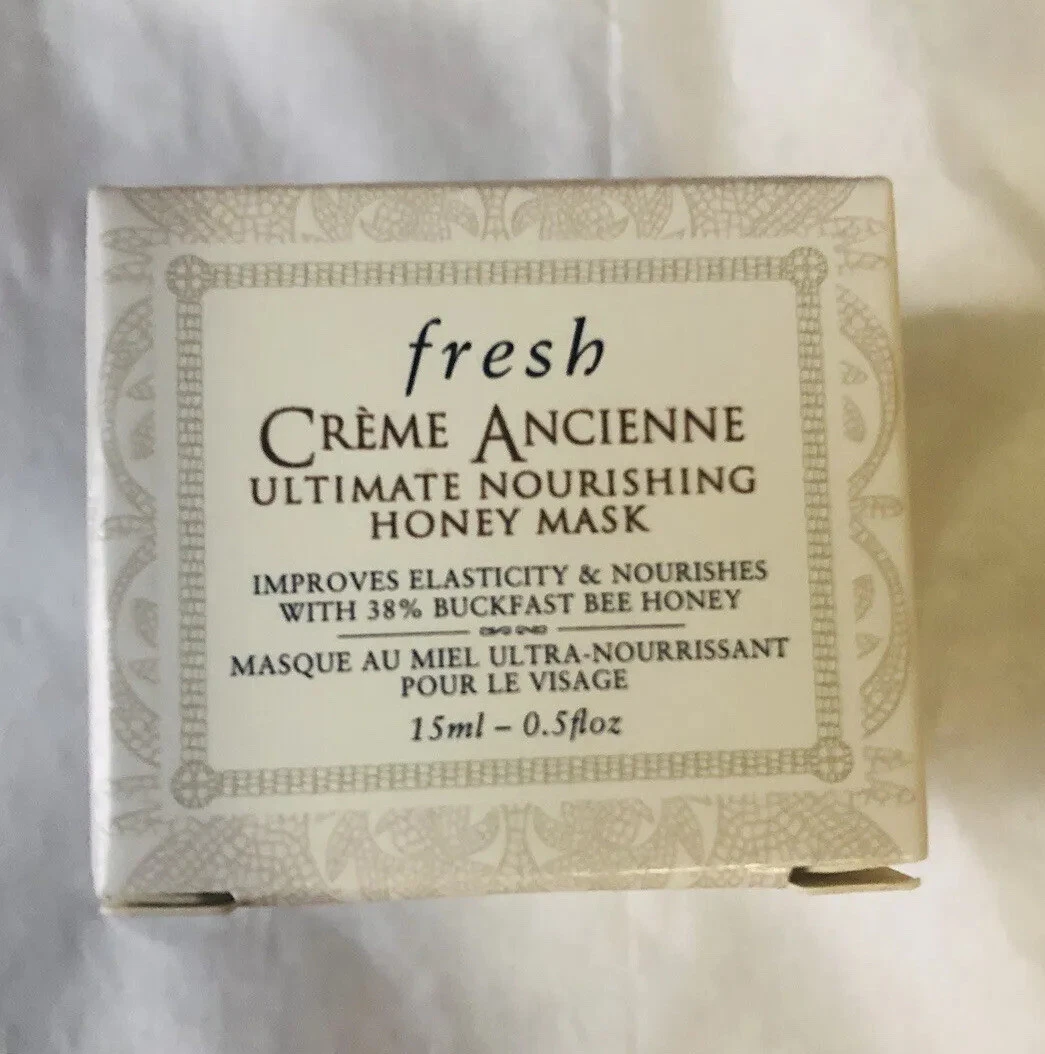 fresh
CRÈME ANCIENNE
ULTIMATE NOURISHING
HONEY MASK
IMPROVES ELASTICITY & NOURISHES
WITH 38% BUCKFAST BEE HONEY
MASQUE AU MIEL ULTRA-NOURRISSANT
POUR LE VISAGE
15ml – 0.5floz